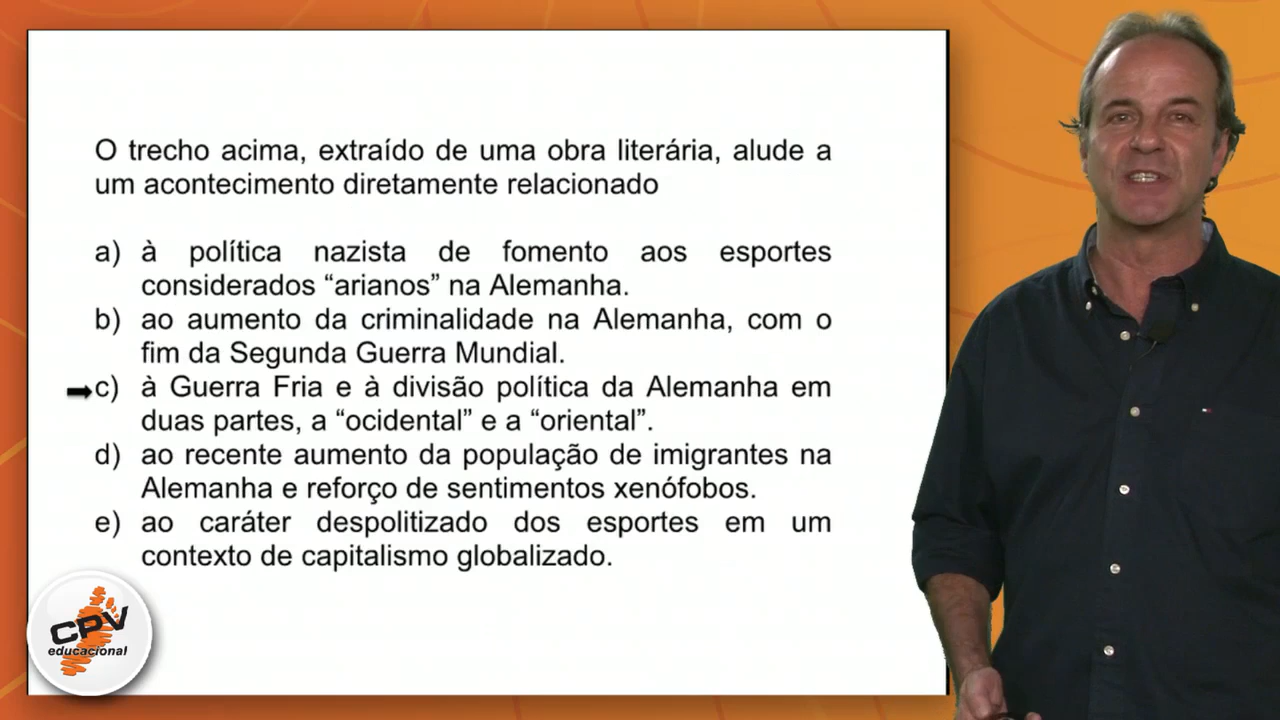 O trecho acima, extraído de uma obra literária, alude a
um acontecimento diretamente relacionado
a) à política nazista de fomento aos esportes
considerados “arianos” na Alemanha.
b) ao aumento da criminalidade na Alemanha, com o
fim da Segunda Guerra Mundial.
c) à Guerra Fria e à divisão política da Alemanha em
duas partes, a “ocidental” e a “oriental”.
d) ao recente aumento da população de imigrantes na
Alemanha e reforço de sentimentos xenófobos.
e) ao caráter despolitizado dos esportes em um
contexto de capitalismo globalizado.
CPV
educacional